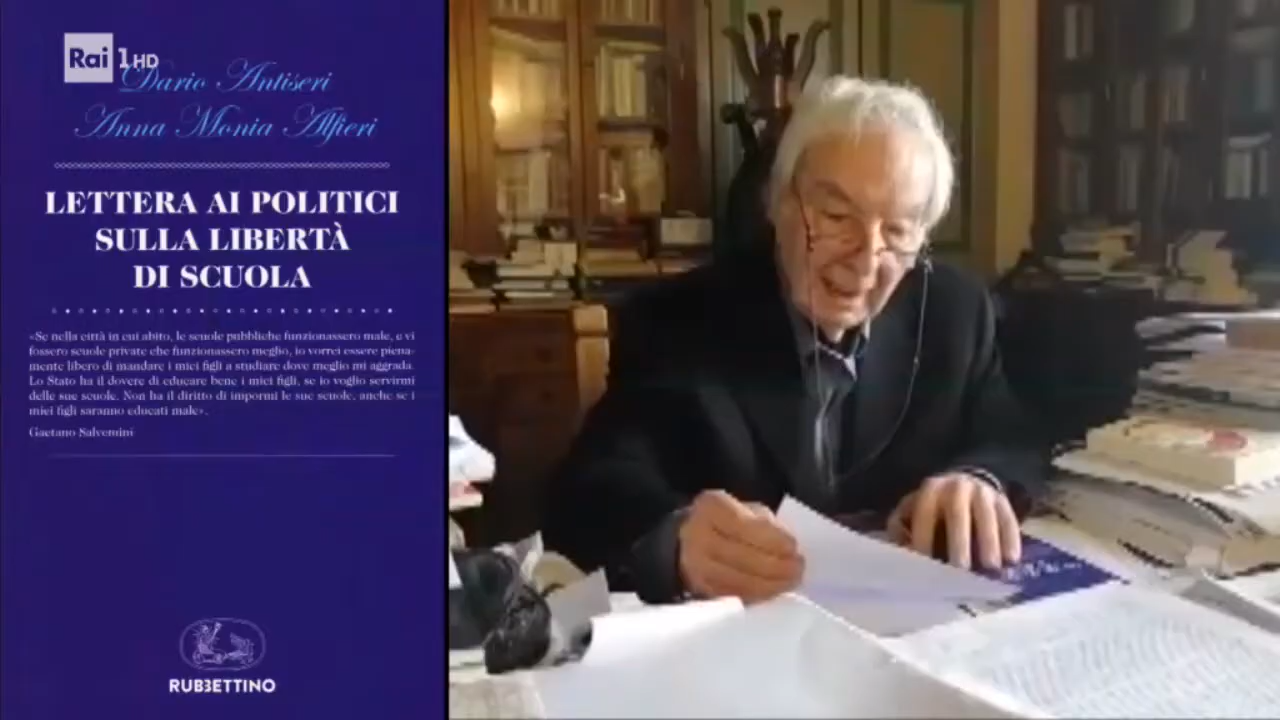 Rai 1 HD
Dario Antiseri
Anna Monia Alfieri
LETTERA AI POLITICI
SULLA LIBERTÀ
DI SCUOLA
«Se nella città in cui abito, le scuole pubbliche funzionassero male, e vi
fossero scuole private che funzionassero meglio, io vorrei essere piena-
mente libero di mandare i miei figli a studiare dove meglio mi aggrada.
Lo Stato ha il dovere di educare bene i miei figli, se io voglio servirmi
delle sue scuole. Non ha il diritto di impormi le sue scuole, anche se i
miei figli saranno educati male».
Gaetano Salvemini
RUBBETTINO